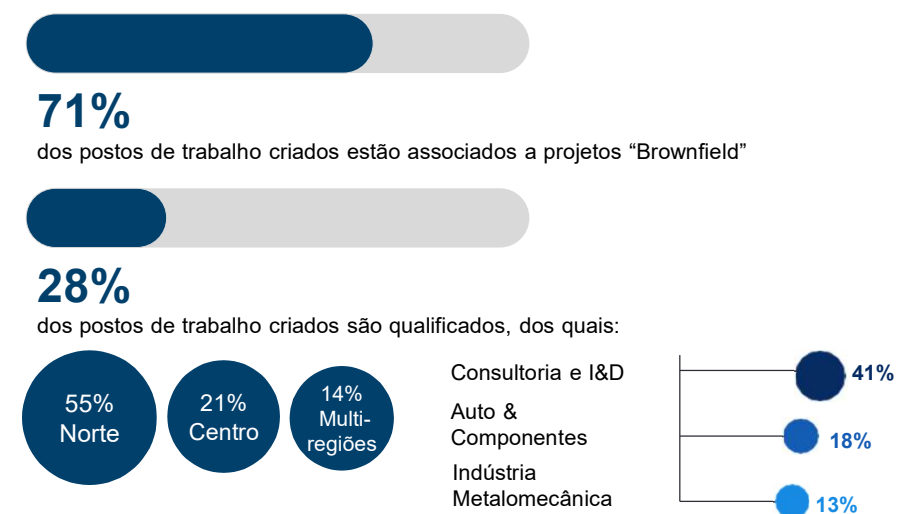 71%
dos postos de trabalho criados estão associados a projetos “Brownfield”
28%
dos postos de trabalho criados são qualificados, dos quais:
55%
Norte
21%
Centro
14%
Multi-
regiões
Consultoria e I&D
41%
Auto &
Componentes
18%
Indústria
Metalomecânica
13%